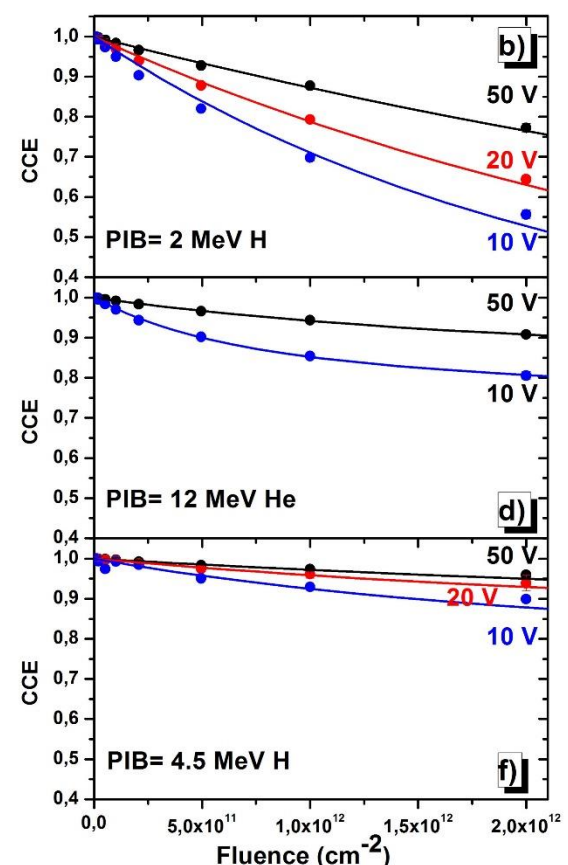 b)
1,0
0,9
0,8
0,7
0,6
0,5
0,4
CCE
50 V
20 V
10 V
PIB= 2 MeV H
1,0
0,9
0,8
0,7
0,6
0,5
0,4
CCE
50 V
10 V
PIB= 12 MeV He
d)
1,0
0,9
0,8
0,7
0,6
0,5
0,4
CCE
50 V
20 V
10 V
PIB= 4.5 MeV H
f)
0,0 5,0x10¹¹ 1,0x10¹² 1,5x10¹² 2,0x10¹²
Fluence (cm⁻²)